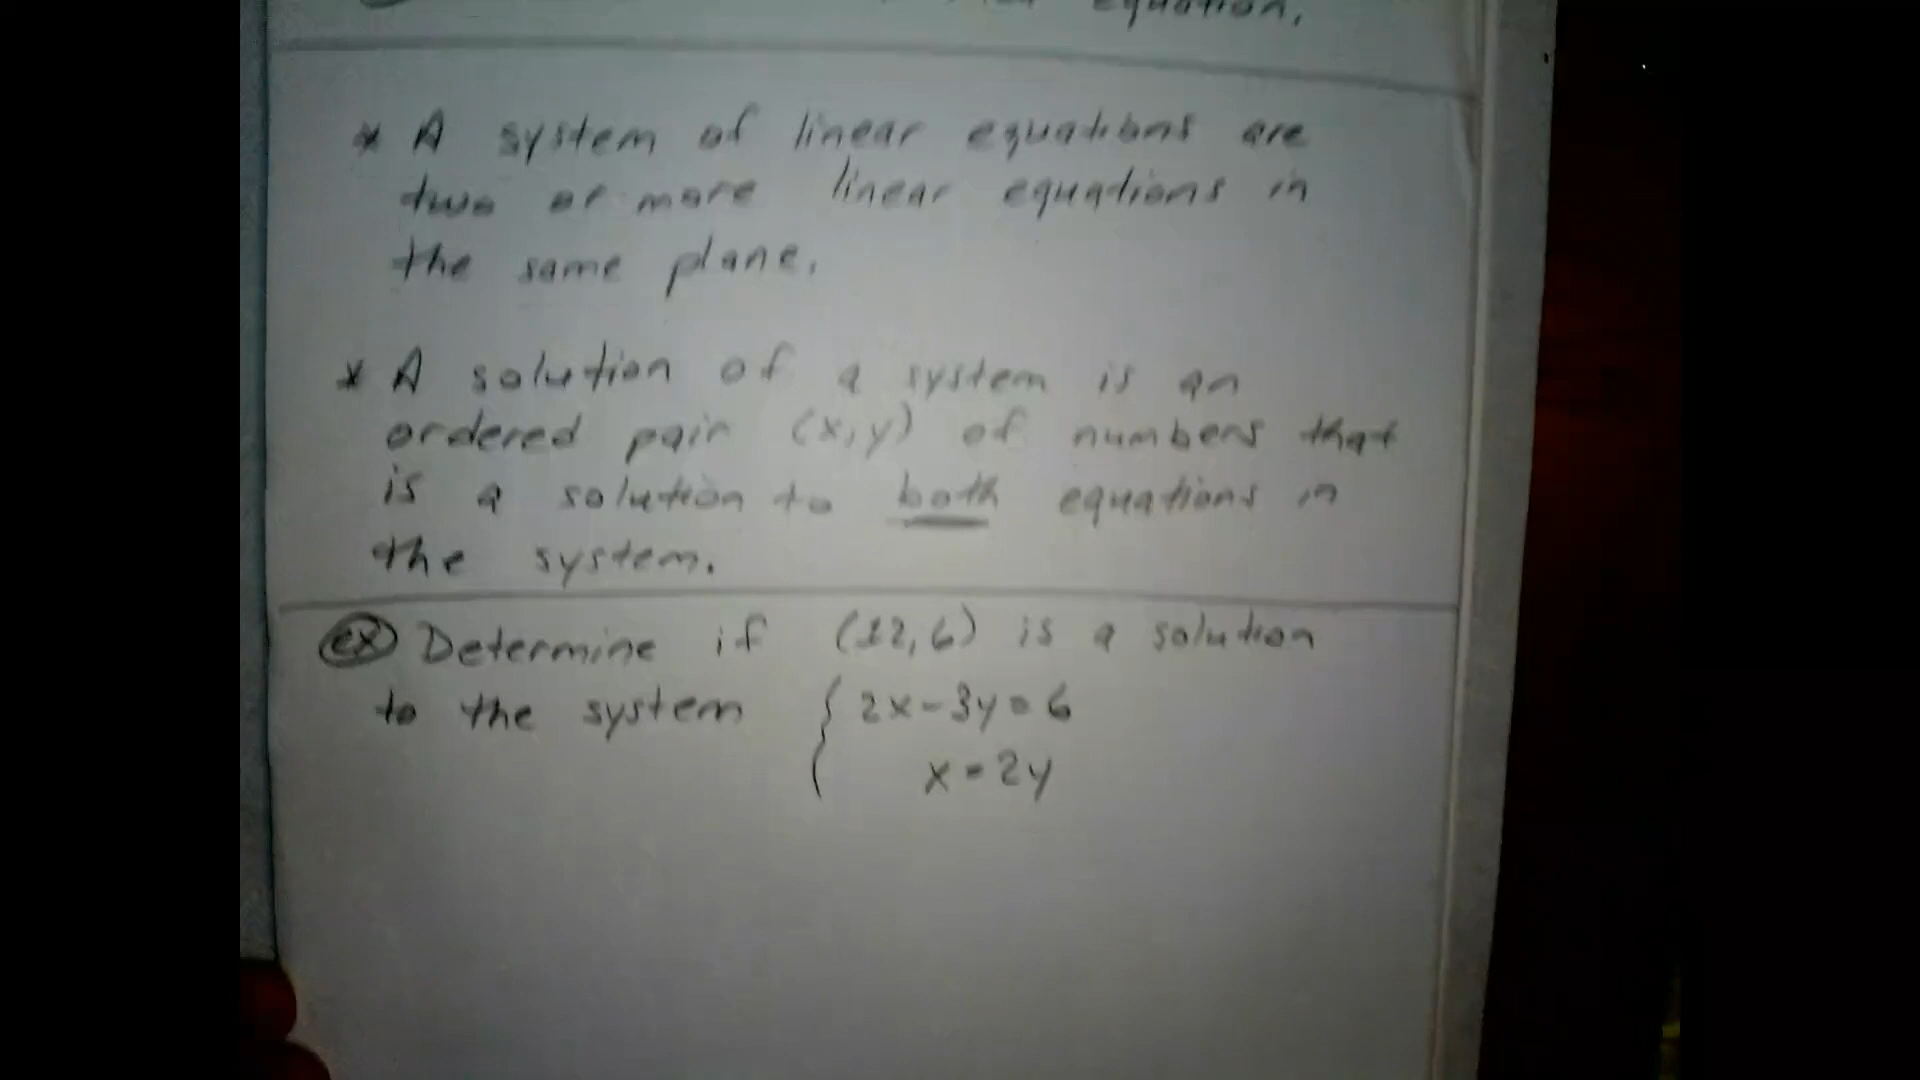 equation.
* A system of linear equations are
two or more linear equations in
the same plane.
* A solution of a system is an
ordered pair (x,y) of numbers that
is a solution to both equations in
the system.
ex Determine if (12,6) is a solution
to the system { 2x-3y=6
x=2y